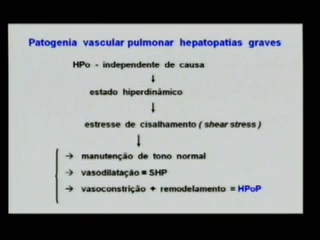 Patogenia vascular pulmonar hepatopatias graves
HPo - independente de causa
↓
estado hiperdinâmico
↓
estresse de cisalhamento ( shear stress )
↓
→ manutenção de tono normal
→ vasodilatação = SHP
→ vasoconstrição + remodelamento = HPoP